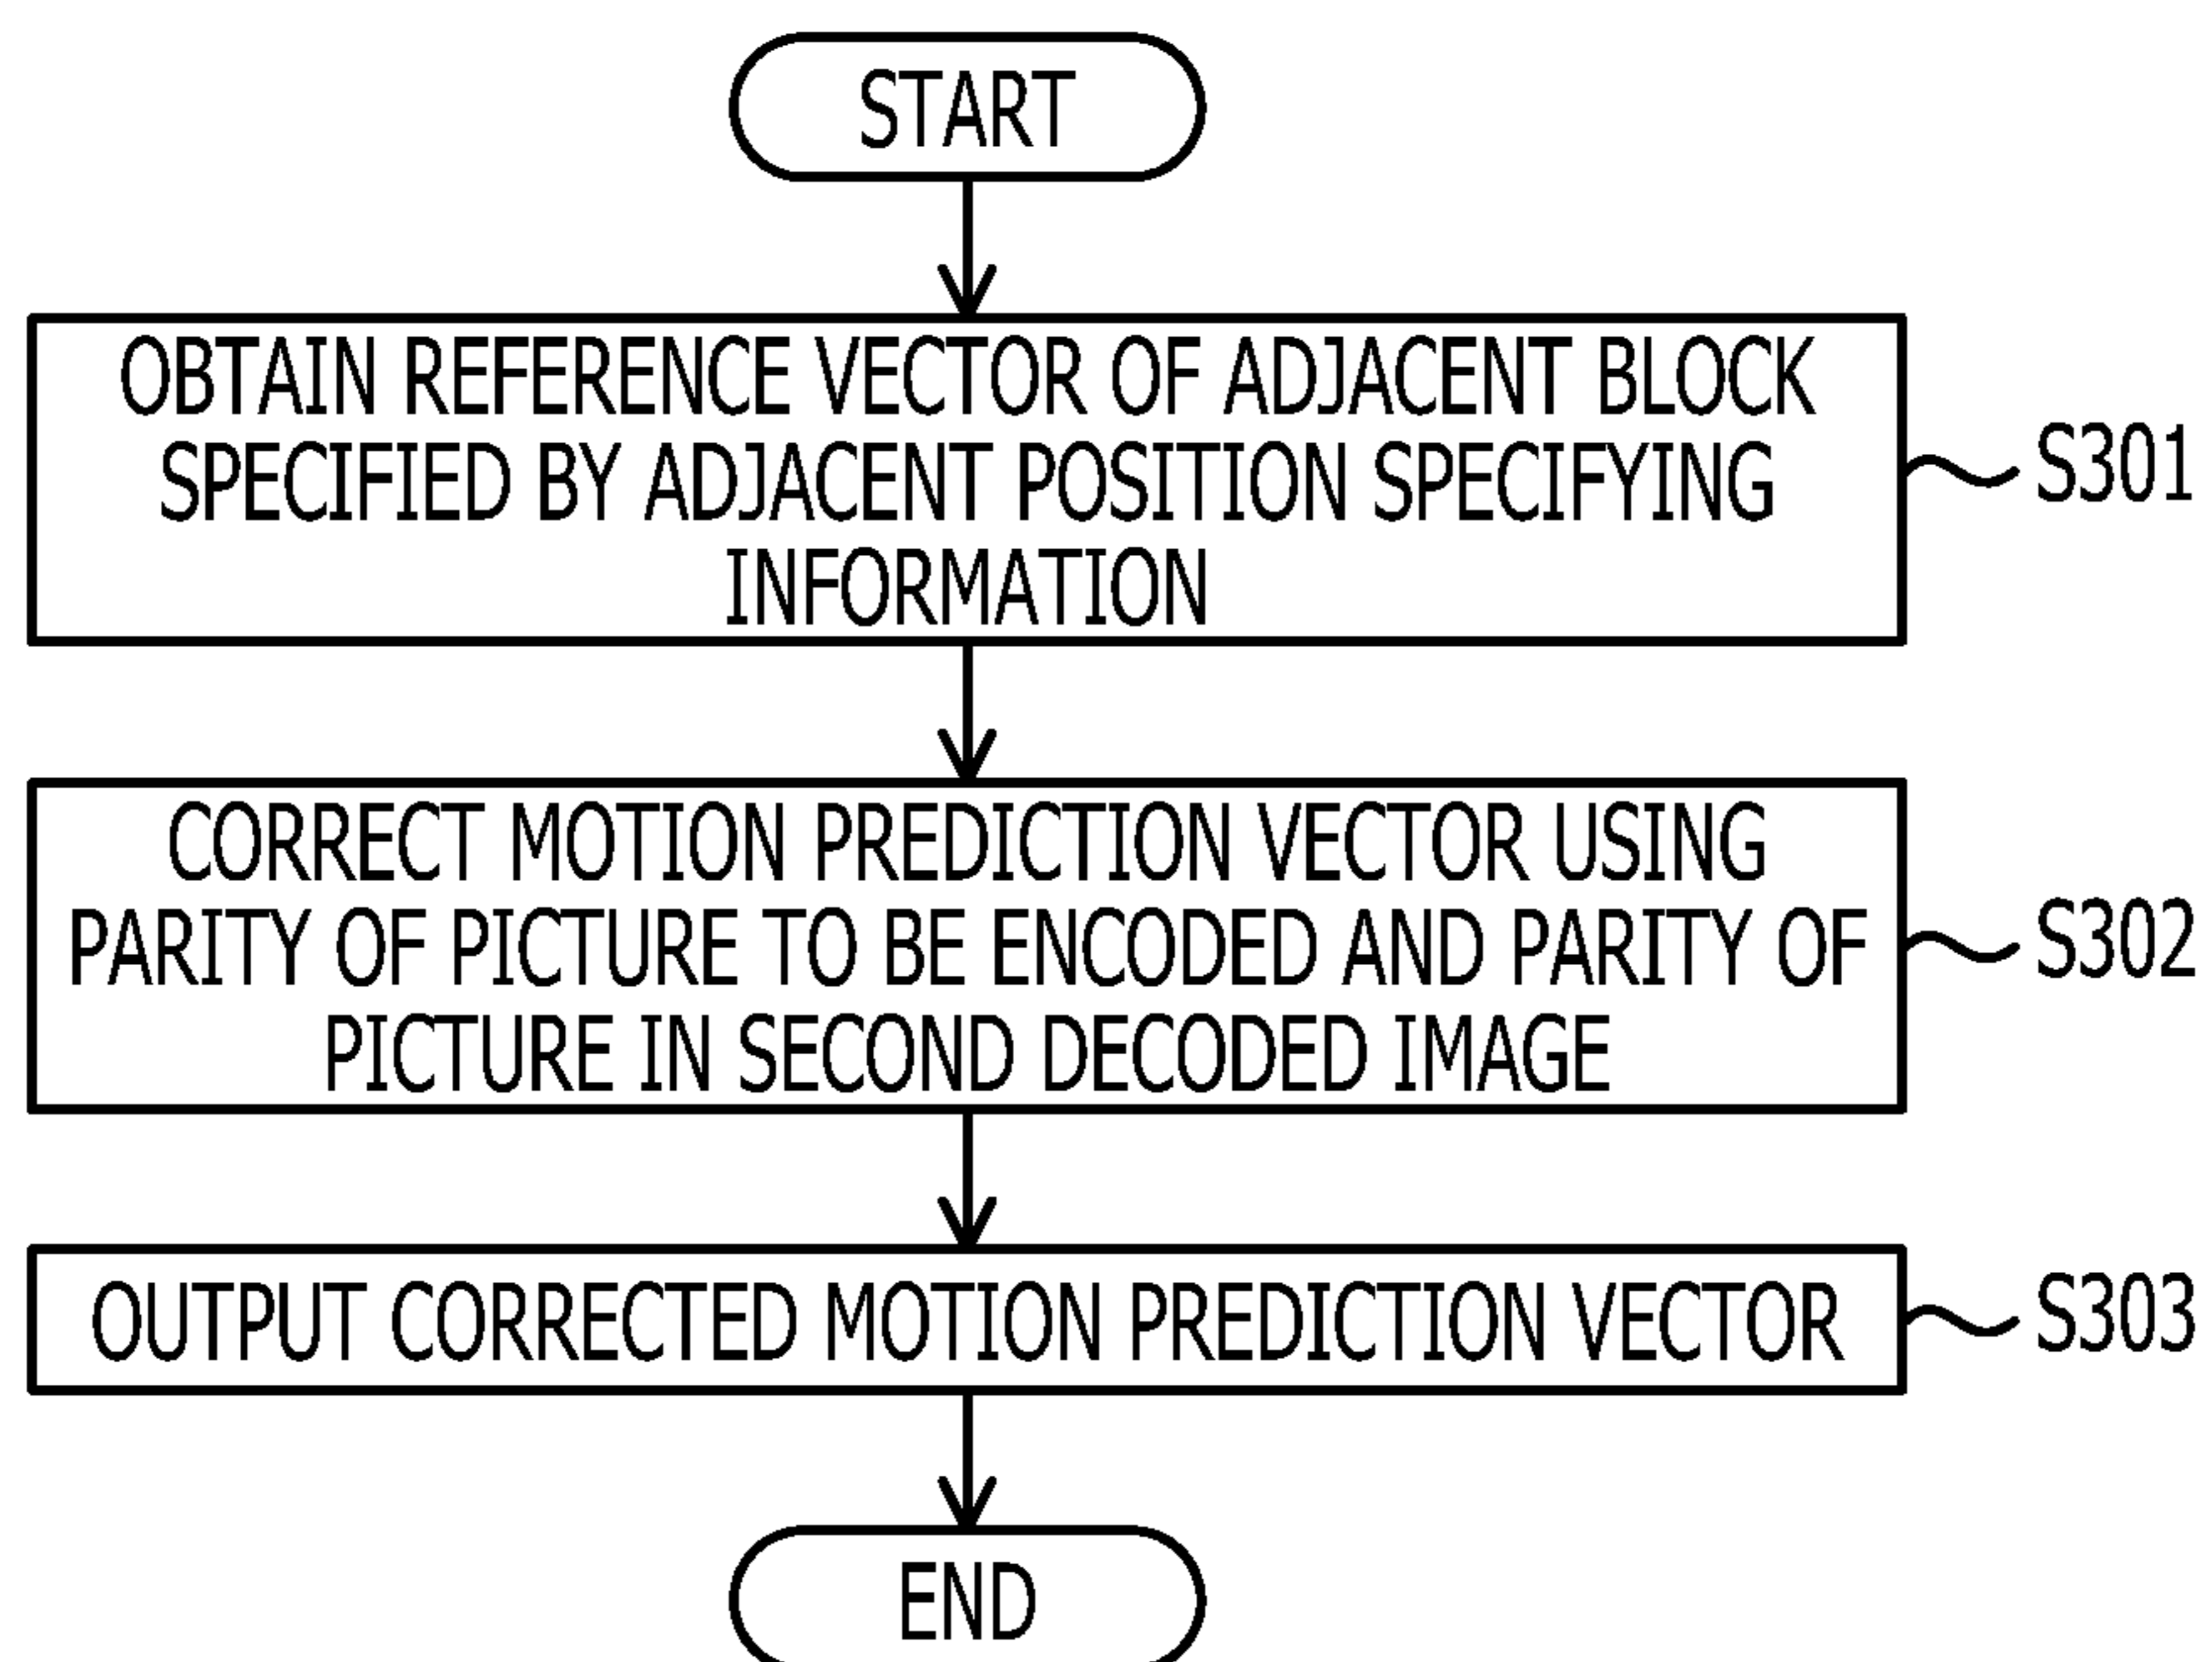 START
OBTAIN REFERENCE VECTOR OF ADJACENT BLOCK
SPECIFIED BY ADJACENT POSITION SPECIFYING
INFORMATION
S301
CORRECT MOTION PREDICTION VECTOR USING
PARITY OF PICTURE TO BE ENCODED AND PARITY OF
PICTURE IN SECOND DECODED IMAGE
S302
OUTPUT CORRECTED MOTION PREDICTION VECTOR
S303
END